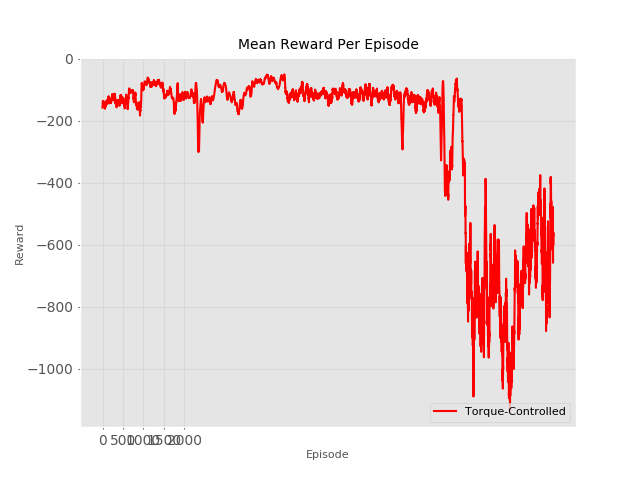 Mean Reward Per Episode
0
−200
−400
−600
−800
−1000
Reward
Torque-Controlled
0 500 1000 1500 2000
Episode